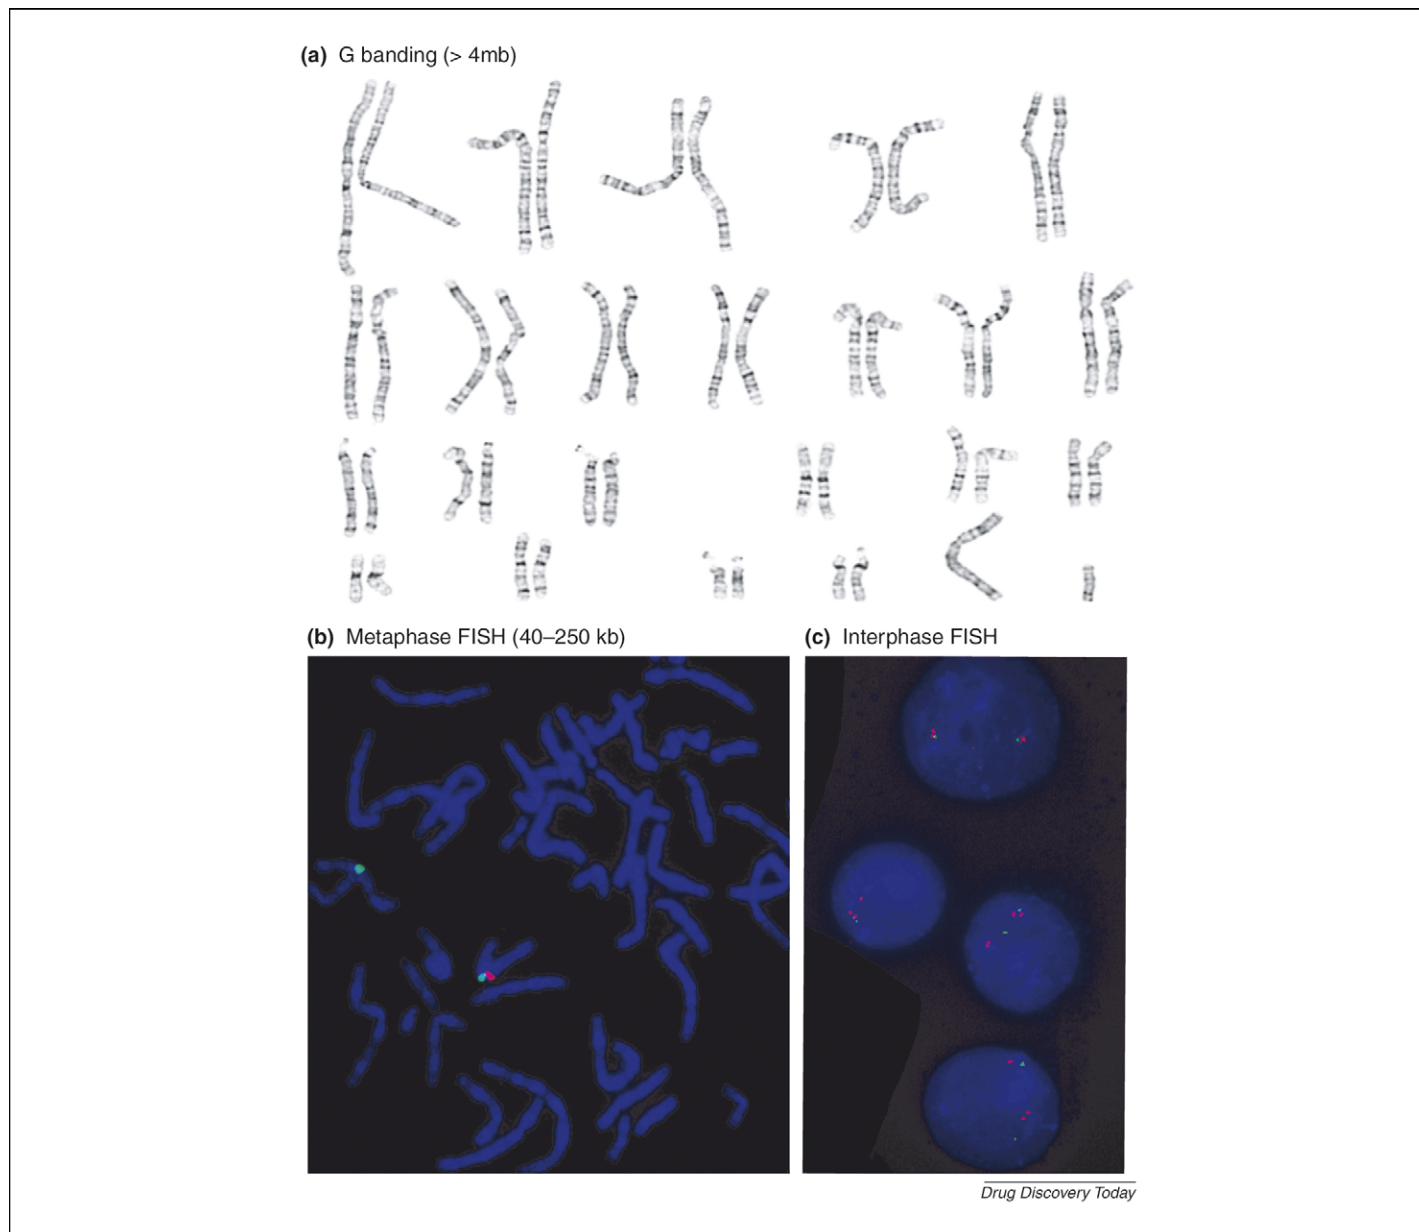 (a) G banding (> 4mb)
(b) Metaphase FISH (40–250 kb)
(c) Interphase FISH
Drug Discovery Today